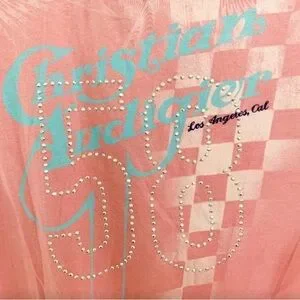 Christian
Audigier
Los Angeles, Cal
58